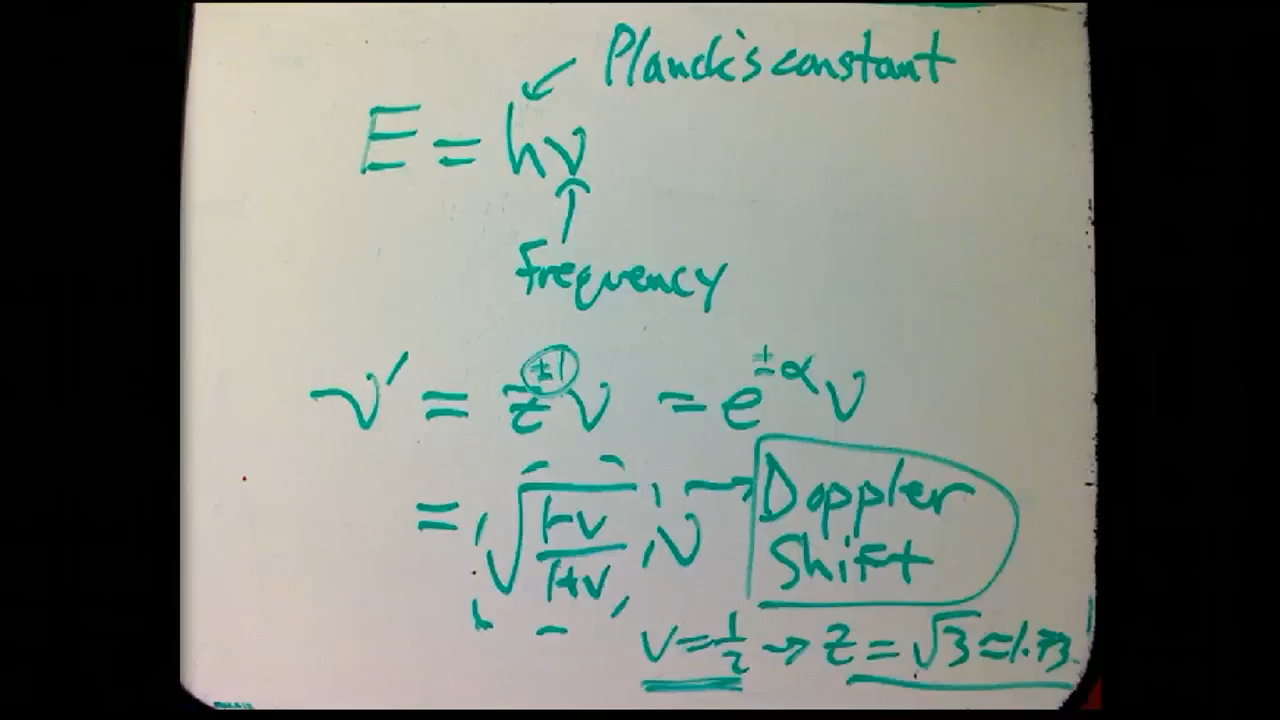 Planck's constant
E = hν
frequency
ν′ = z^±1 ν = e^±α ν
= √((1-v)/(1+v)) ν → Doppler
Shift
v = 1/2 → z = √3 ≈ 1.73